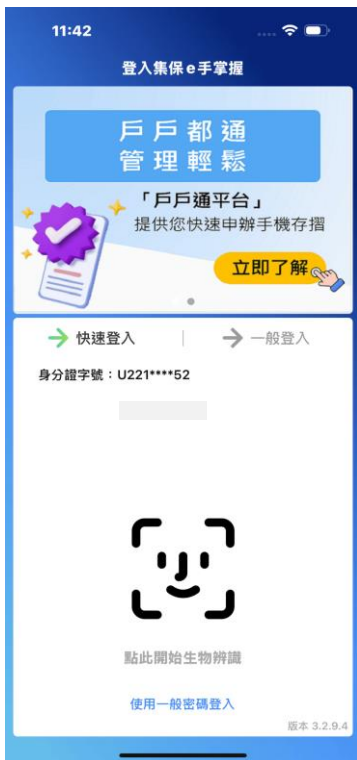 11:42
登入集保e手掌握
戶戶都通
管理輕鬆
「戶戶通平台」
提供您快速申辦手機存摺
立即了解
快速登入
一般登入
身分證字號：U221****52
點此開始生物辨識
使用一般密碼登入
版本 3.2.9.4